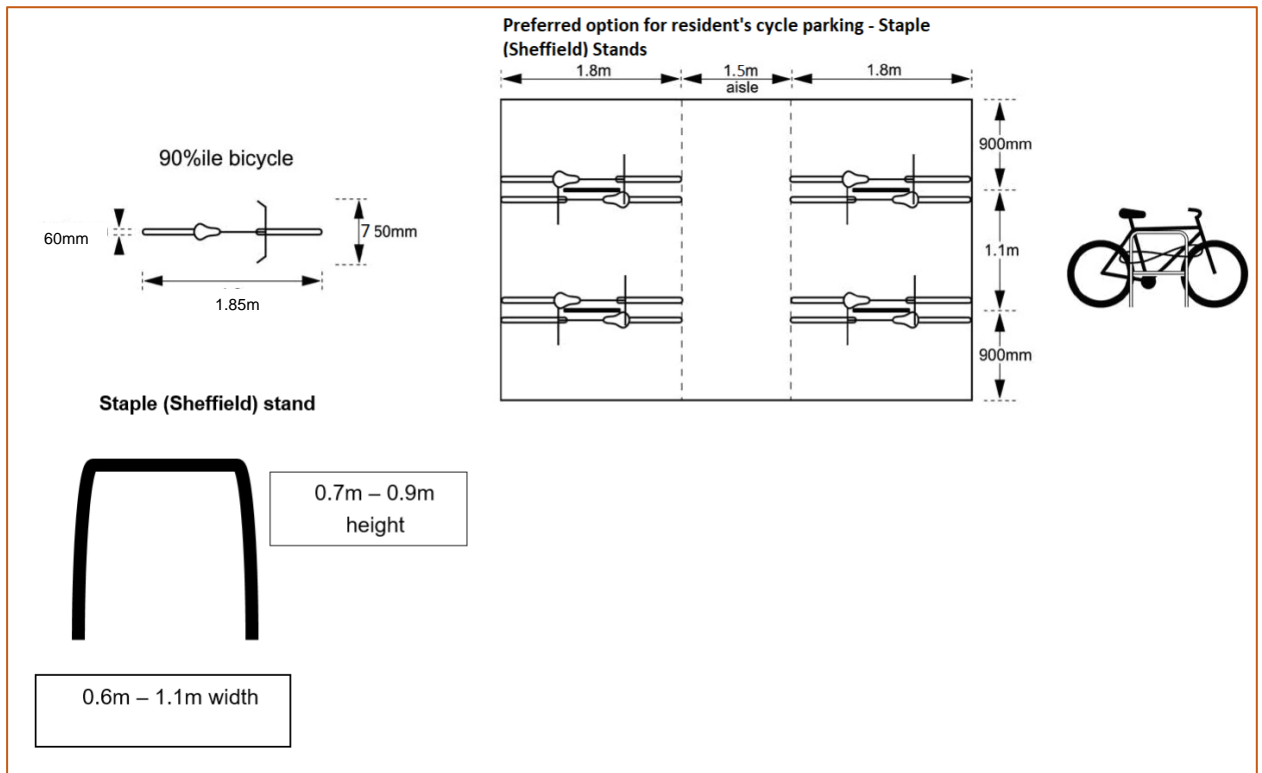 Preferred option for resident's cycle parking - Staple
(Sheffield) Stands
1.8m
1.5m
1.8m
aisle
900mm
90%ile bicycle
60mm
7 50mm
1.1m
1.85m
900mm
Staple (Sheffield) stand
0.7m – 0.9m
height
0.6m – 1.1m width